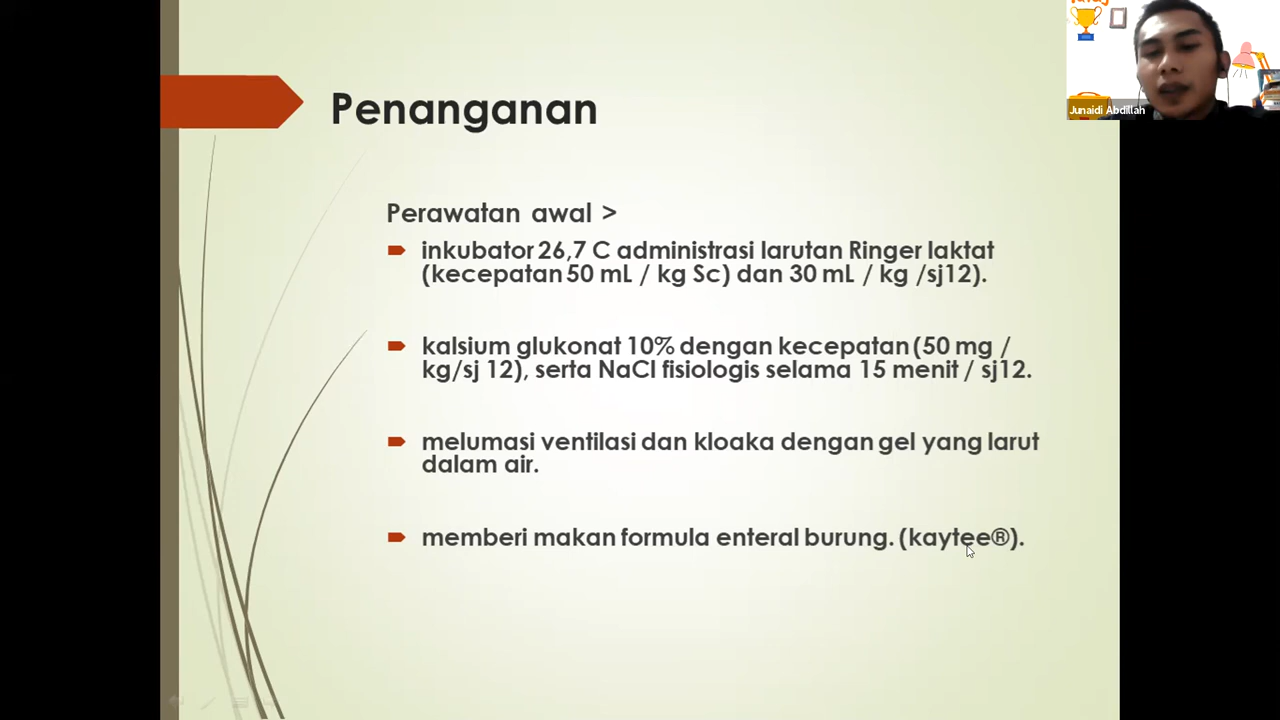 Penanganan
Perawatan awal >
inkubator 26,7 C administrasi larutan Ringer laktat
(kecepatan 50 mL / kg Sc) dan 30 mL / kg /sj12).
kalsium glukonat 10% dengan kecepatan (50 mg /
kg/sj 12), serta NaCl fisiologis selama 15 menit / sj12.
melumasi ventilasi dan kloaka dengan gel yang larut
dalam air.
memberi makan formula enteral burung. (kaytee®).
Junaidi Abdillah